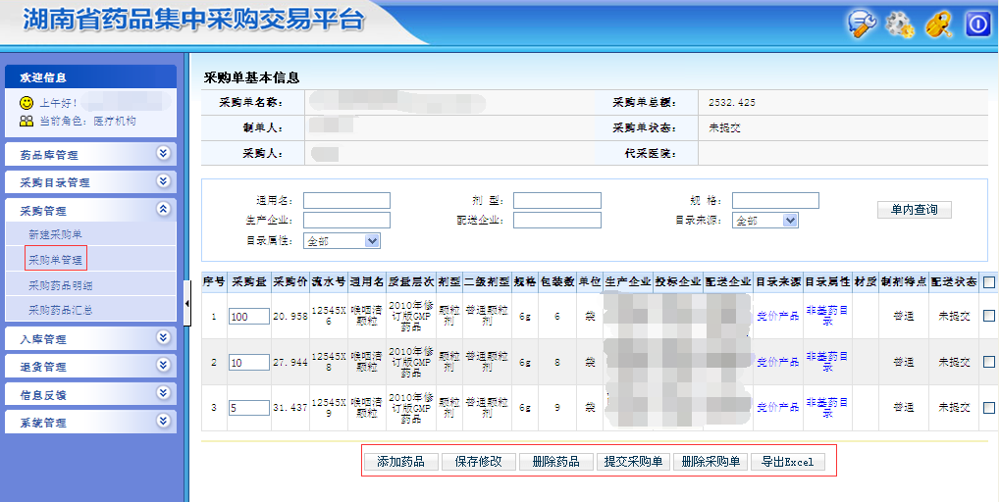 湖南省药品集中采购交易平台
欢迎信息
上午好!
当前角色: 医疗机构
药品库管理
采购目录管理
采购管理
新建采购单
采购单管理
采购药品明细
采购药品汇总
入库管理
退货管理
信息反馈
系统管理
采购单基本信息
采购单名称: 采购单总额: 2532.425
制单人: 采购单状态: 未提交
采购人: 代采医院:
通用名: 剂 型: 规 格:
单内查询
生产企业: 配送企业: 目录来源: 全部
目录属性: 全部
序号 采购量 采购价 流水号 通用名 质量层次 剂型 二级剂型 规格 包装数 单位 生产企业 投标企业 配送企业 目录来源 目录属性 材质 制剂特点 配送状态
1 100 20.958 12545X6 喉咽清颗粒 2010年修订版GMP药品 颗粒剂 普通颗粒剂 6g 6 袋 竞价产品 非基药目录 普通 未提交
2 10 27.944 12545X8 喉咽清颗粒 2010年修订版GMP药品 颗粒剂 普通颗粒剂 6g 8 袋 竞价产品 非基药目录 普通 未提交
3 5 31.437 12545X9 喉咽清颗粒 2010年修订版GMP药品 颗粒剂 普通颗粒剂 6g 9 袋 竞价产品 非基药目录 普通 未提交
添加药品 保存修改 删除药品 提交采购单 删除采购单 导出Excel